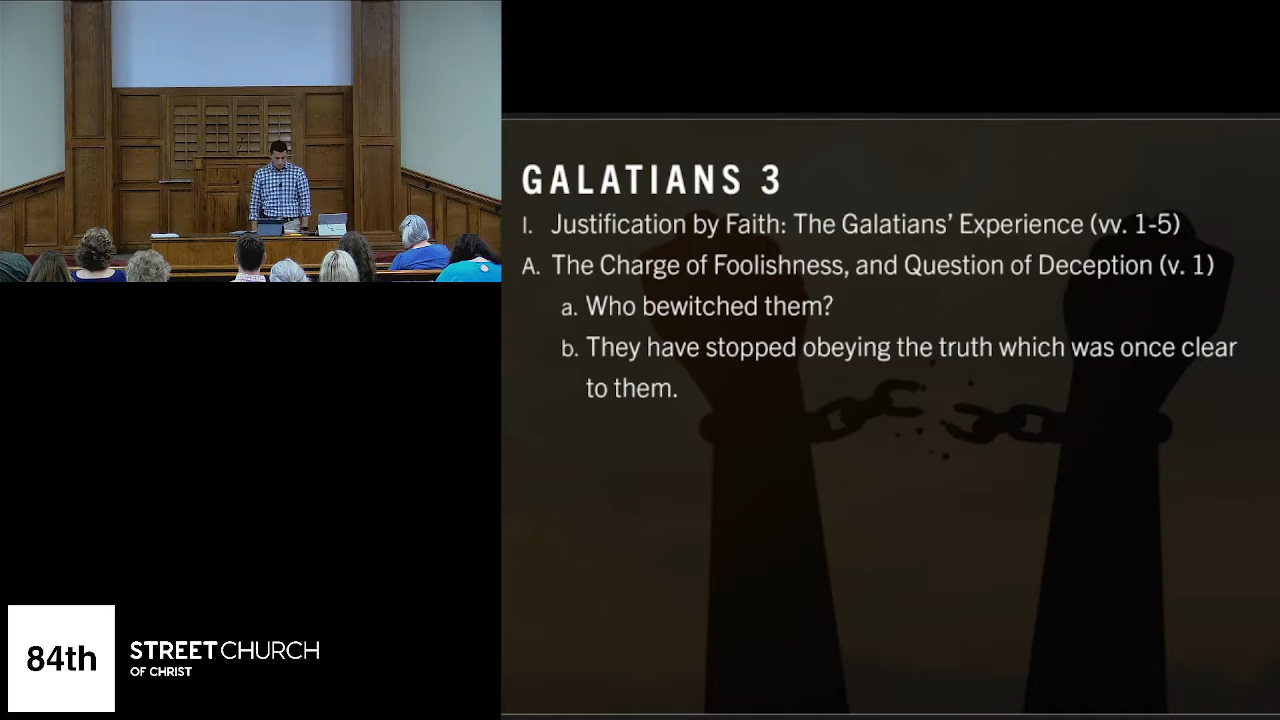 GALATIANS 3
I. Justification by Faith: The Galatians’ Experience (vv. 1-5)
A. The Charge of Foolishness, and Question of Deception (v. 1)
a. Who bewitched them?
b. They have stopped obeying the truth which was once clear
to them.
84th
STREET CHURCH
OF CHRIST